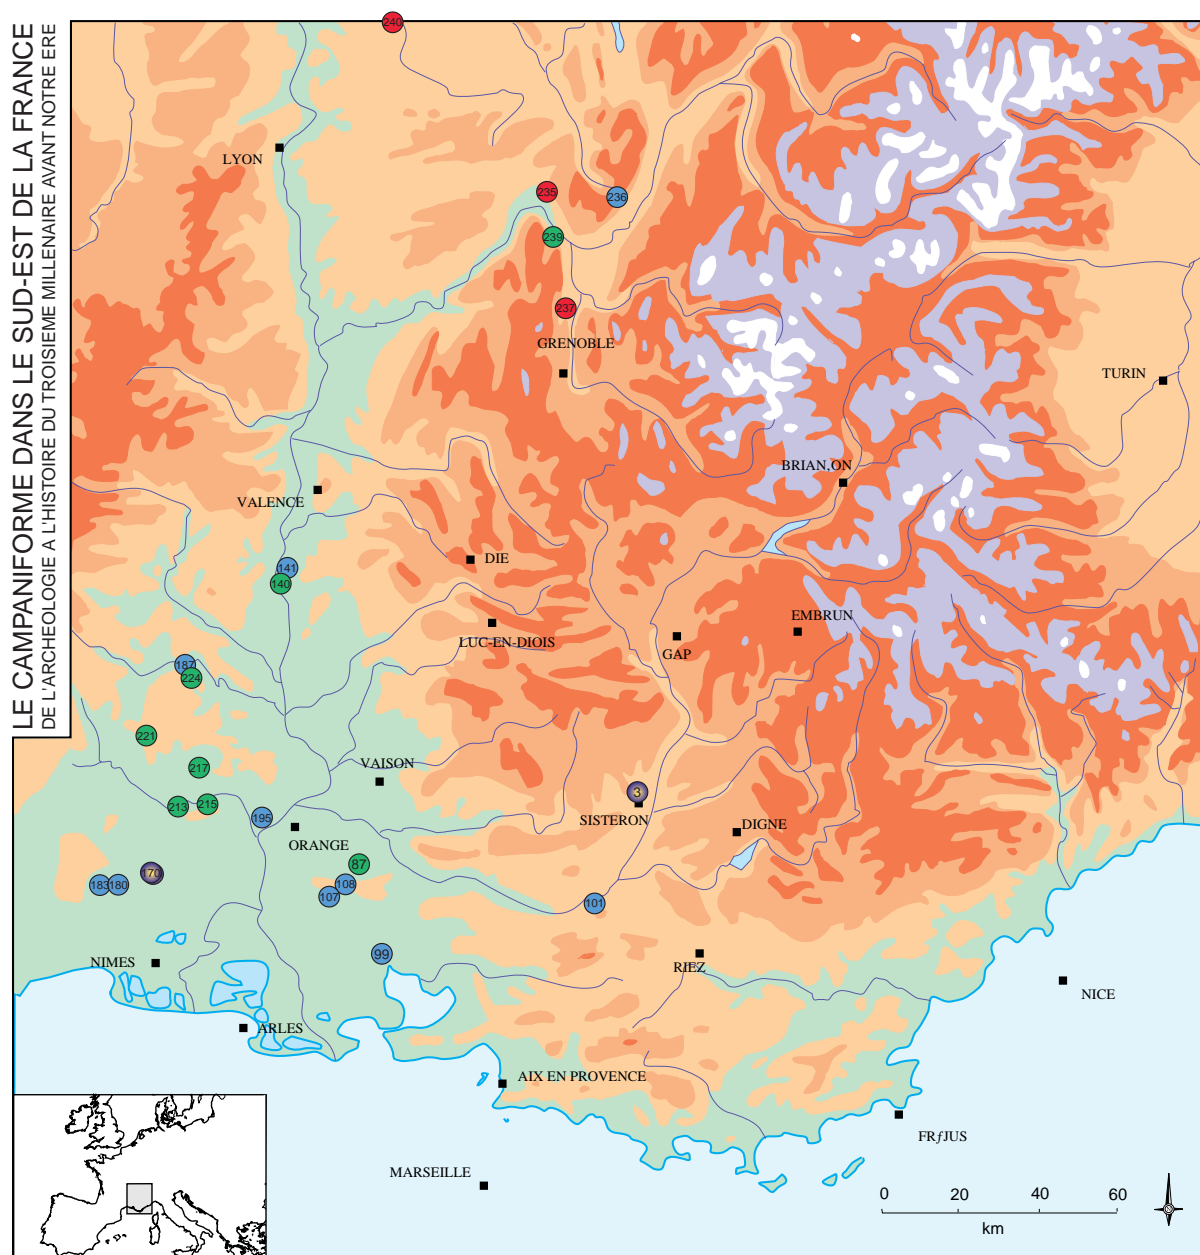 LE CAMPANIFORME DANS LE SUD-EST DE LA FRANCE
DE L'ARCHEOLOGIE A L'HISTOIRE DU TROISIEME MILLENAIRE AVANT NOTRE ERE
240
LYON
235
236
239
237
GRENOBLE
TURIN
BRIAN,ON
VALENCE
DIE
141
140
EMBRUN
LUC-EN-DIOIS
GAP
187
224
221
217
VAISON
3
213
215
195
SISTERON
DIGNE
ORANGE
87
170
183
180
108
107
101
99
NIMES
RIEZ
NICE
ARLES
AIX EN PROVENCE
FRƒJUS
MARSEILLE
0
20
40
60
km
N